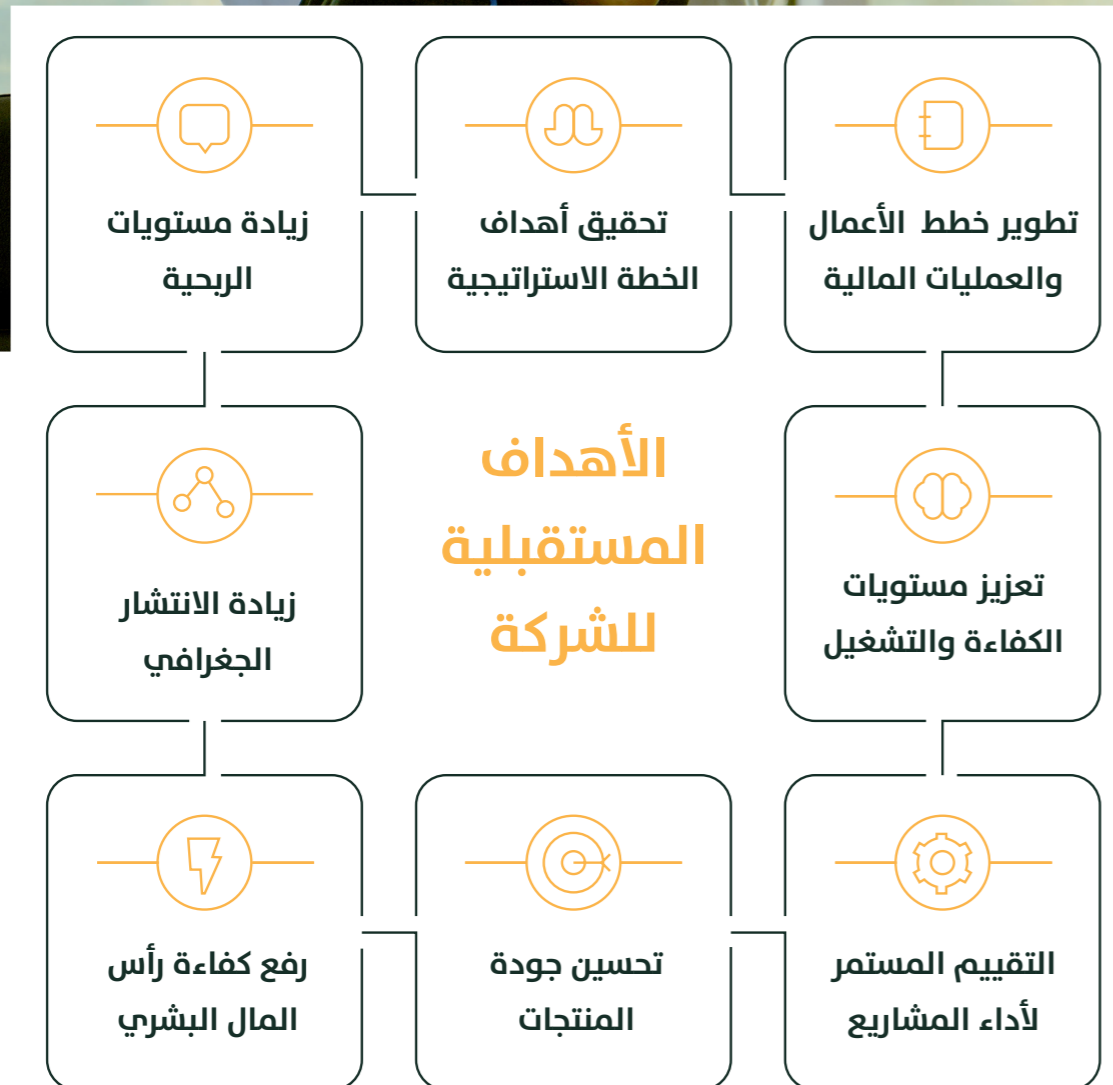 تطوير خطط الأعمال
والعمليات المالية
تحقيق أهداف
الخطة الاستراتيجية
زيادة مستويات
الربحية
الأهداف
المستقبلية
للشركة
تعزيز مستويات
الكفاءة والتشغيل
زيادة الانتشار
الجغرافي
التقييم المستمر
لأداء المشاريع
تحسين جودة
المنتجات
رفع كفاءة رأس
المال البشري